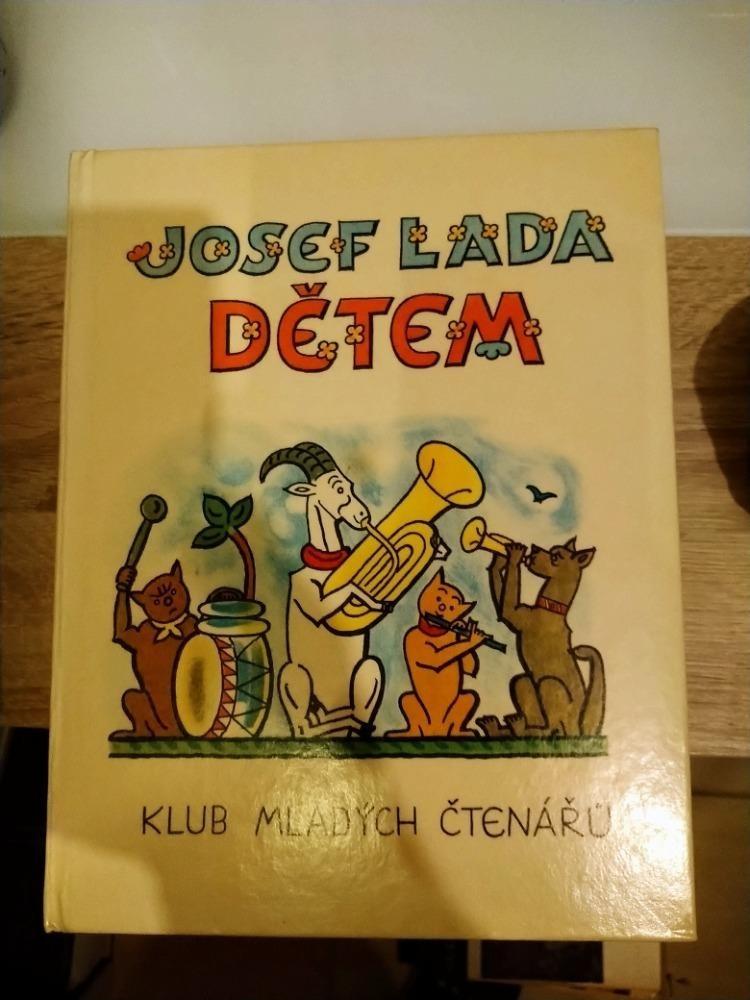 JOSEF LADA
DĚTEM
KLUB MLADÝCH ČTENÁŘŮ